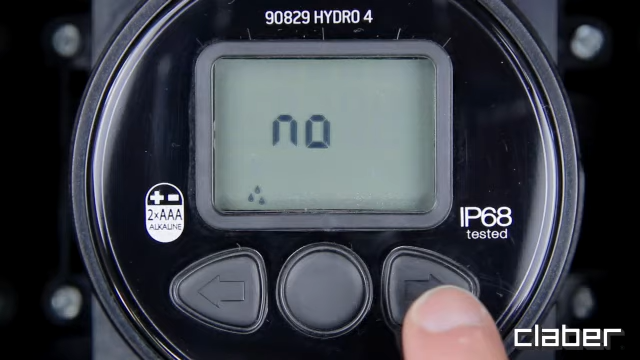 90829 HYDRO 4
no
2xAAA
ALKALINE
IP68
tested
claber